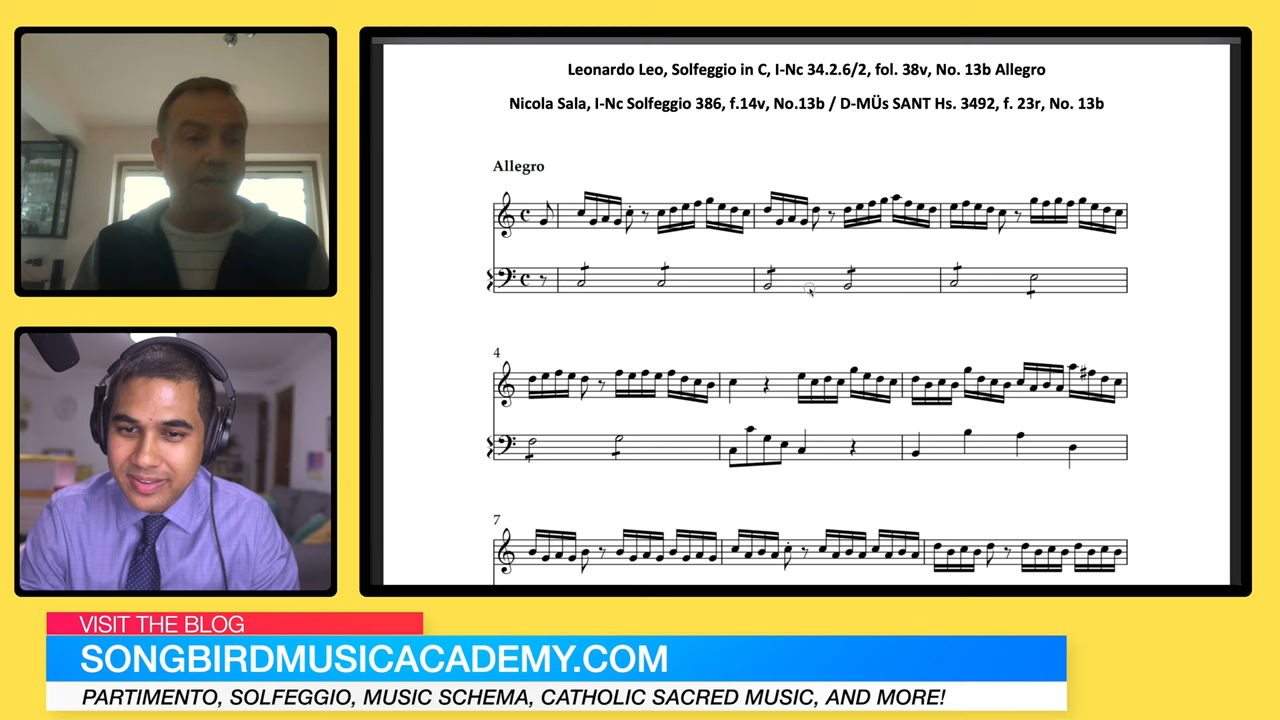 Leonardo Leo, Solfeggio in C, I-Nc 34.2.6/2, fol. 38v, No. 13b Allegro
Nicola Sala, I-Nc Solfeggio 386, f.14v, No.13b / D-MÜs SANT Hs. 3492, f. 23r, No. 13b
Allegro
4
7
VISIT THE BLOG
SONGBIRDMUSICACADEMY.COM
PARTIMENTO, SOLFEGGIO, MUSIC SCHEMA, CATHOLIC SACRED MUSIC, AND MORE!